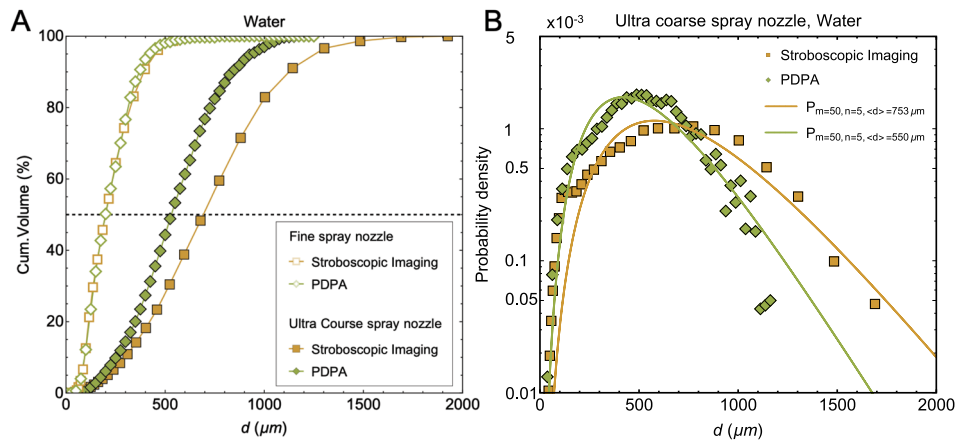 A
Water
Cum.Volume (%)
100
80
60
40
20
0
0
500
1000
1500
2000
d (μm)
Fine spray nozzle
Stroboscopic Imaging
PDPA
Ultra Course spray nozzle
Stroboscopic Imaging
PDPA
B
x10⁻³
Ultra coarse spray nozzle, Water
Probability density
5
1
0.5
0.1
0.05
0.01
0
500
1000
1500
2000
d (μm)
Stroboscopic Imaging
PDPA
Pm=50, n=5, <d> =753 μm
Pm=50, n=5, <d> =550 μm